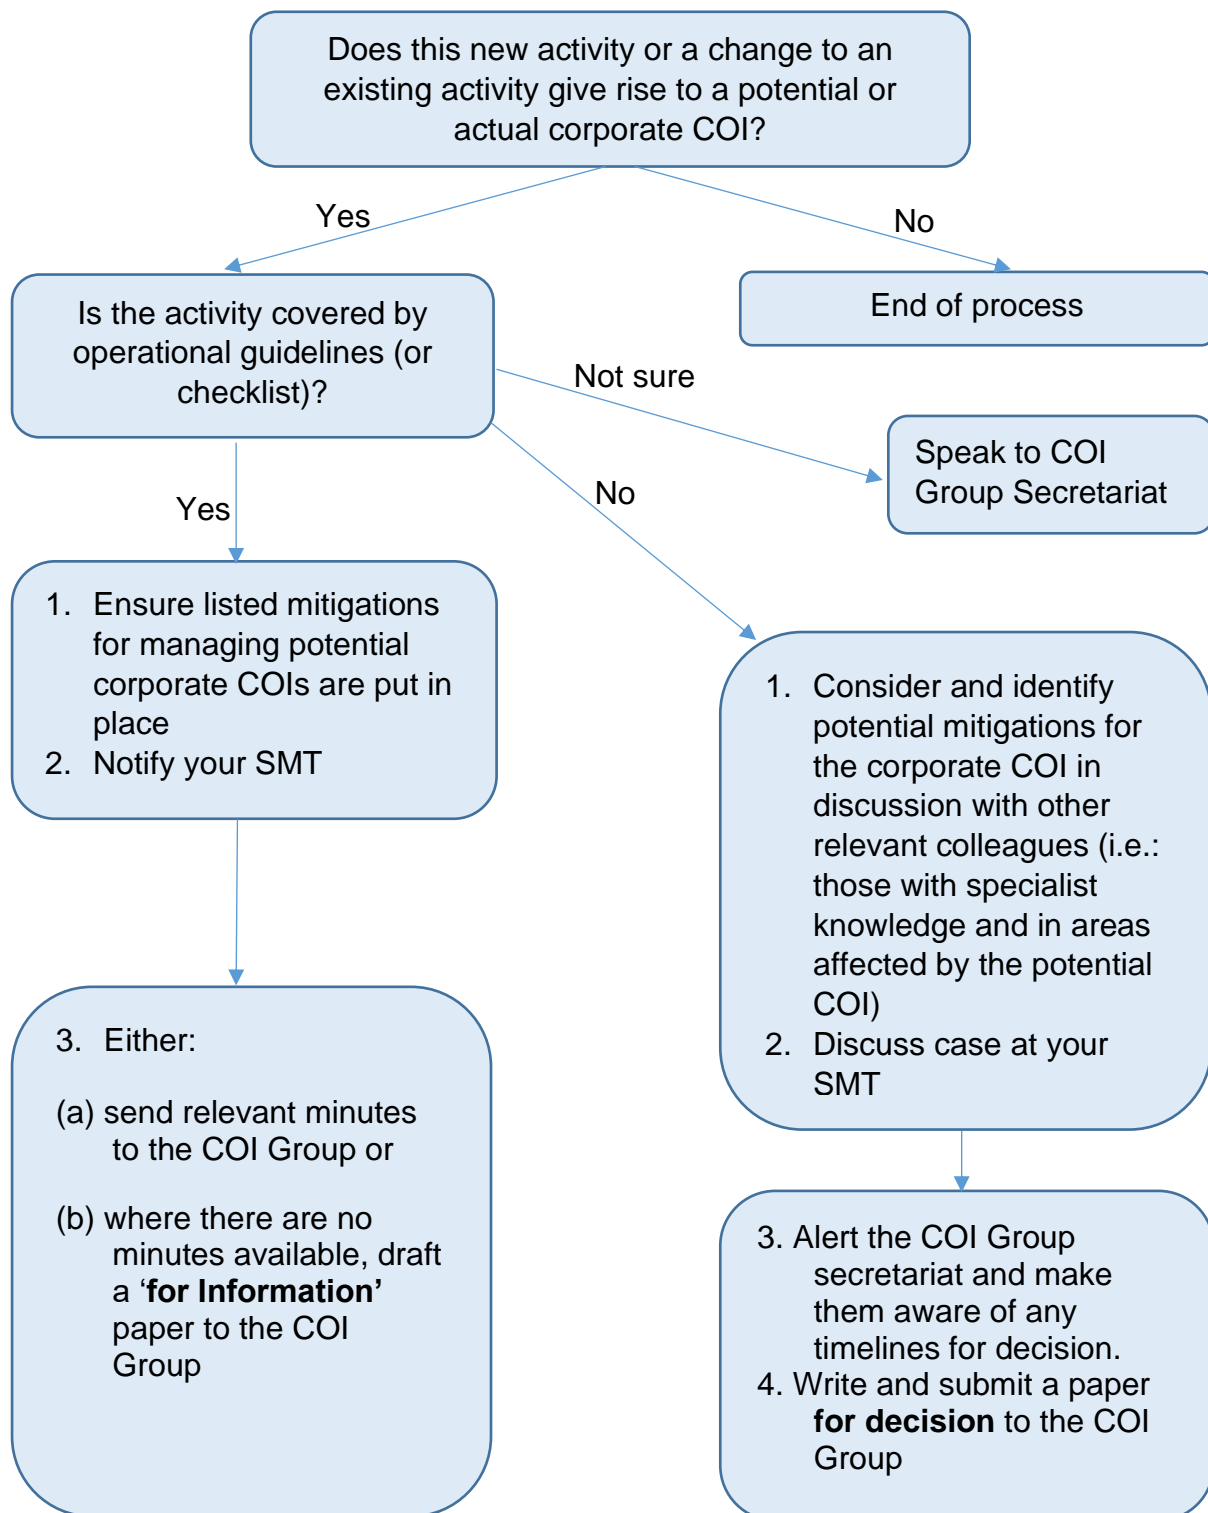 Does this new activity or a change to an
existing activity give rise to a potential or
actual corporate COI?
Yes
No
Is the activity covered by
operational guidelines (or
checklist)?
End of process
Not sure
Speak to COI
Group Secretariat
Yes
No
1. Ensure listed mitigations
for managing potential
corporate COIs are put in
place
2. Notify your SMT
1. Consider and identify
potential mitigations for
the corporate COI in
discussion with other
relevant colleagues (i.e.:
those with specialist
knowledge and in areas
affected by the potential
COI)
2. Discuss case at your
SMT
3. Either:
(a) send relevant minutes
to the COI Group or
(b) where there are no
minutes available, draft
a ‘for Information’
paper to the COI
Group
3. Alert the COI Group
secretariat and make
them aware of any
timelines for decision.
4. Write and submit a paper
for decision to the COI
Group